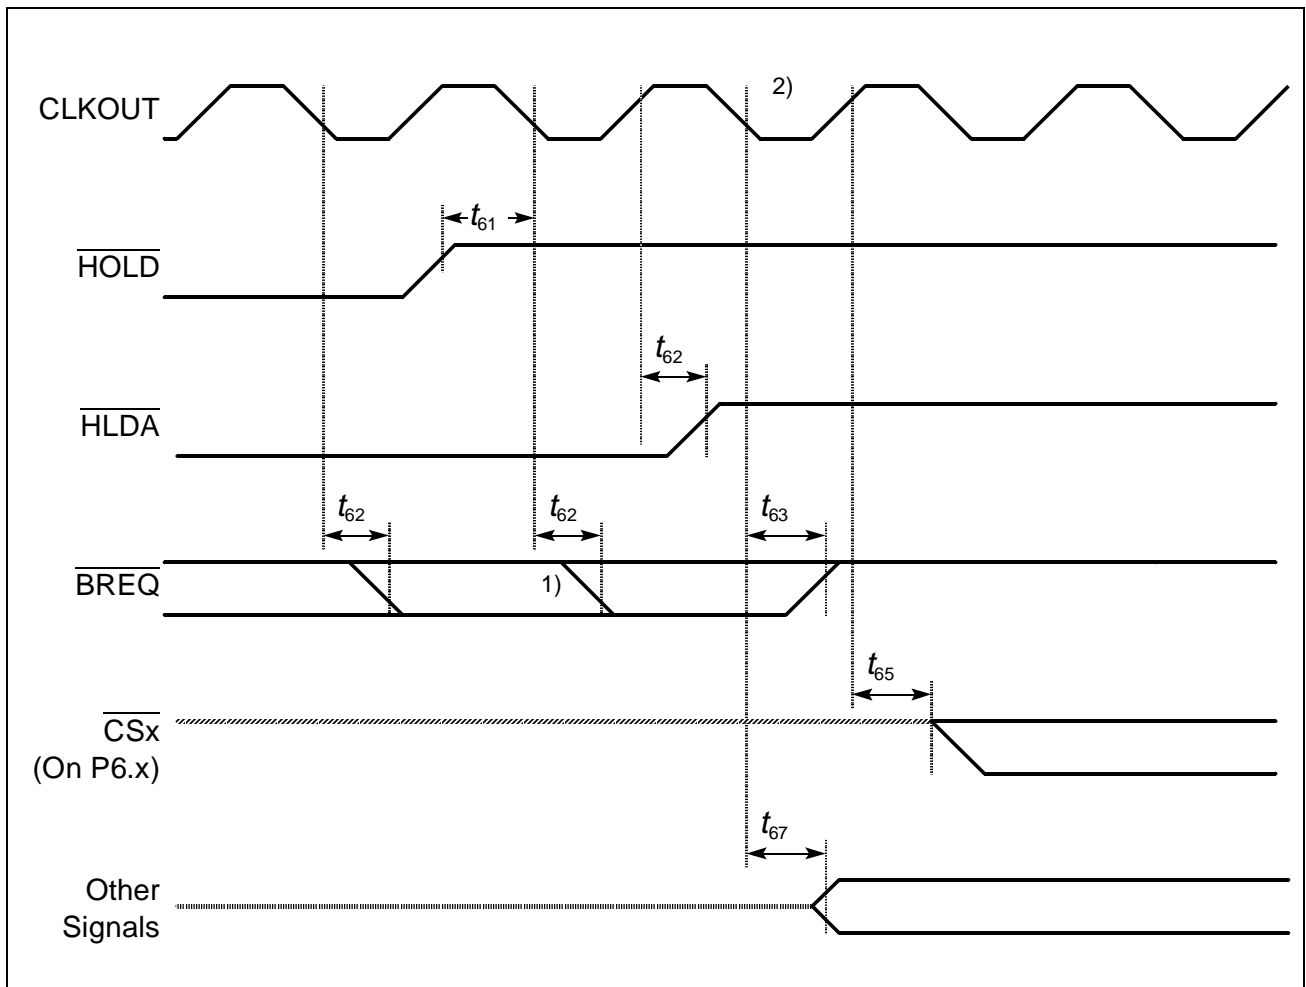 2)
CLKOUT
t61
HOLD
t62
HLDA
t62
t62
t63
BREQ
1)
t65
CSx
(On P6.x)
t67
Other
Signals